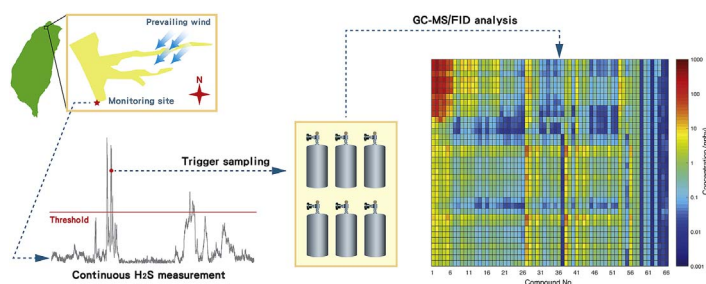 GC-MS/FID analysis
Prevailing wind
N
Monitoring site
Trigger sampling
Threshold
Continuous H2S measurement
1000
100
10
1
0.1
0.01
0.001
Concentration (ppbv)
1 6 11 16 21 26 31 36 41 46 51 56 61 66
Compound No.